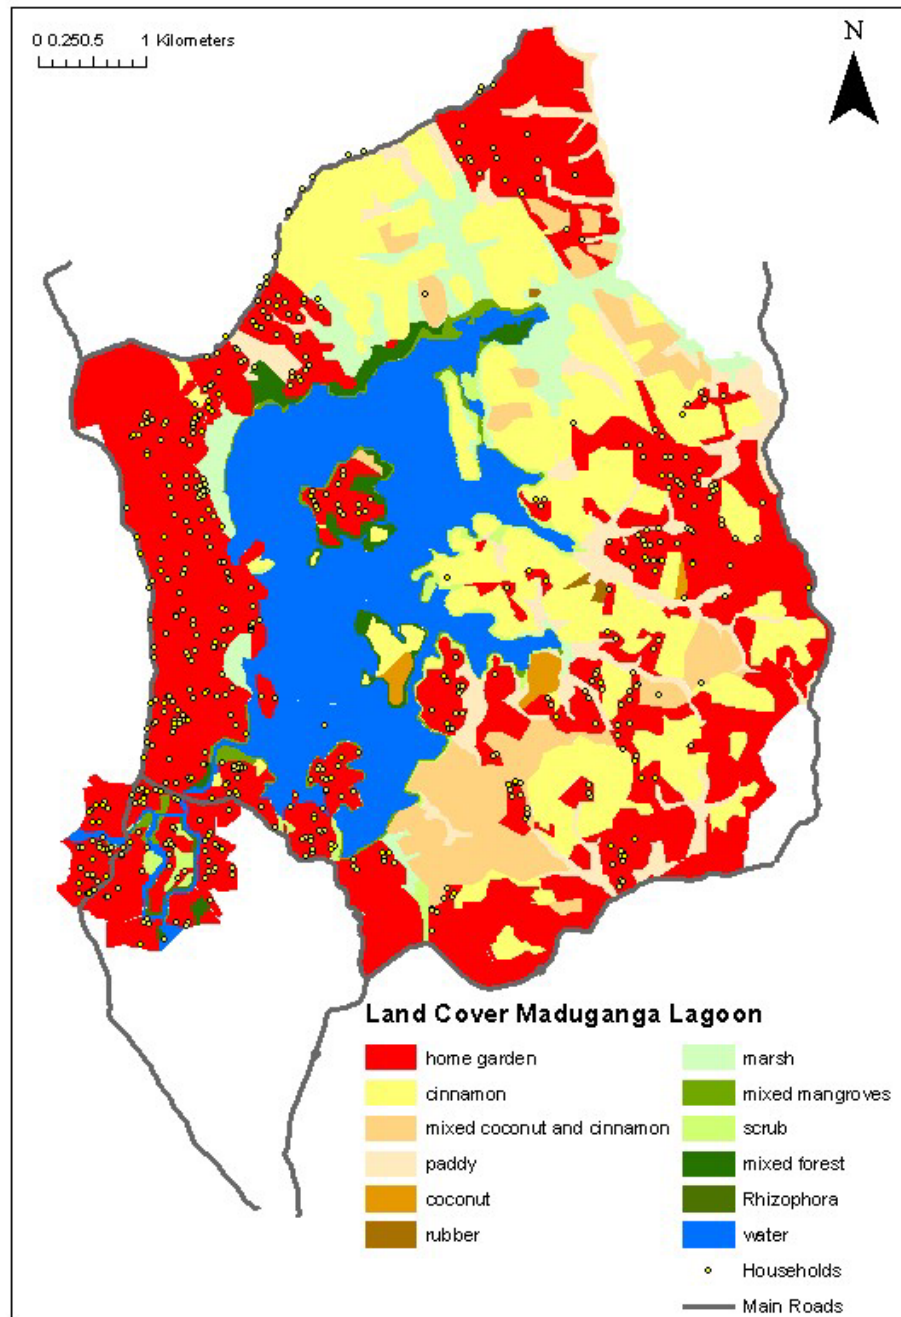 0 0.250.5 1 Kilometers
N
Land Cover Maduganga Lagoon
home garden
cinnamon
mixed coconut and cinnamon
paddy
coconut
rubber
marsh
mixed mangroves
scrub
mixed forest
Rhizophora
water
Households
Main Roads